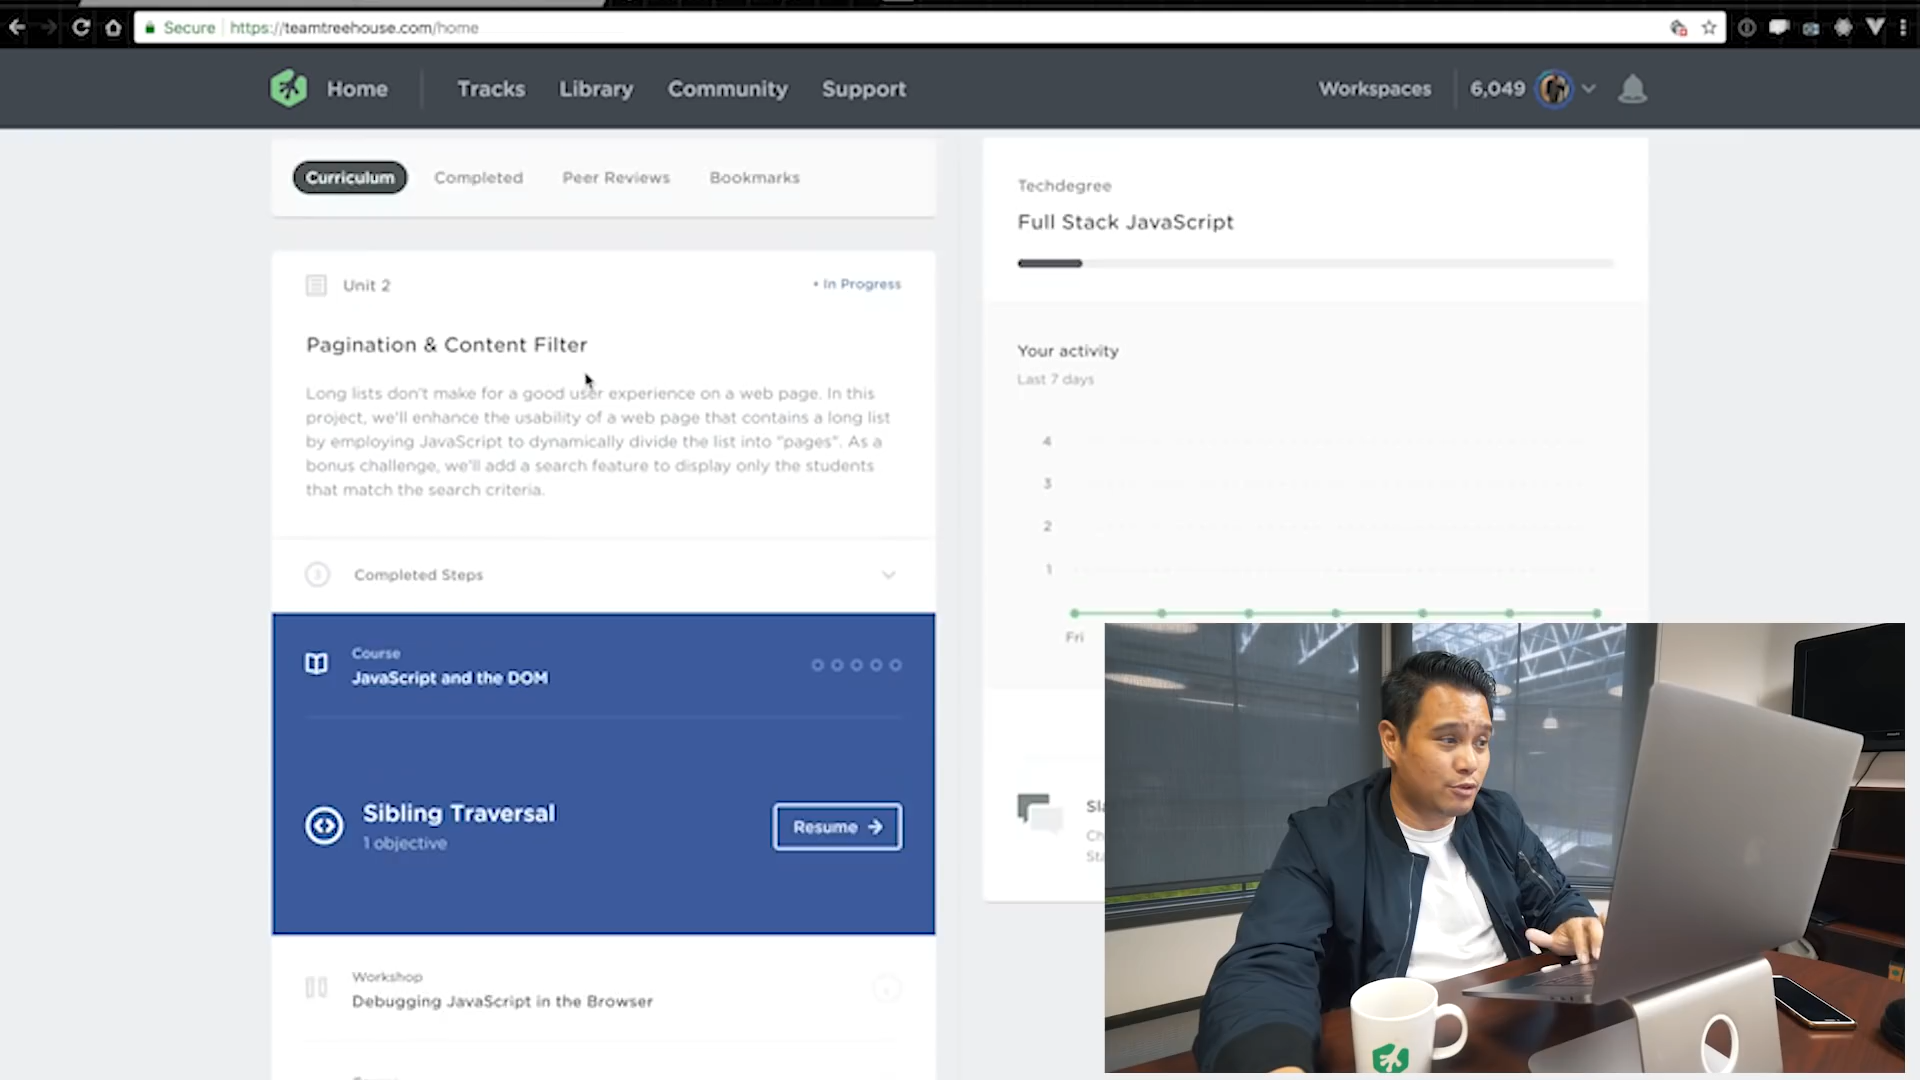 Secure https://teamtreehouse.com/home
Home Tracks Library Community Support Workspaces 6,049
Curriculum Completed Peer Reviews Bookmarks
Unit 2 • In Progress
Pagination & Content Filter
Long lists don't make for a good user experience on a web page. In this
project, we'll enhance the usability of a web page that contains a long list
by employing JavaScript to dynamically divide the list into "pages". As a
bonus challenge, we'll add a search feature to display only the students
that match the search criteria.
3 Completed Steps
Course
JavaScript and the DOM
Sibling Traversal
1 objective
Resume →
Workshop
Debugging JavaScript in the Browser
Techdegree
Full Stack JavaScript
Your activity
Last 7 days
4
3
2
1
Fri
Sla
Ch
Sta